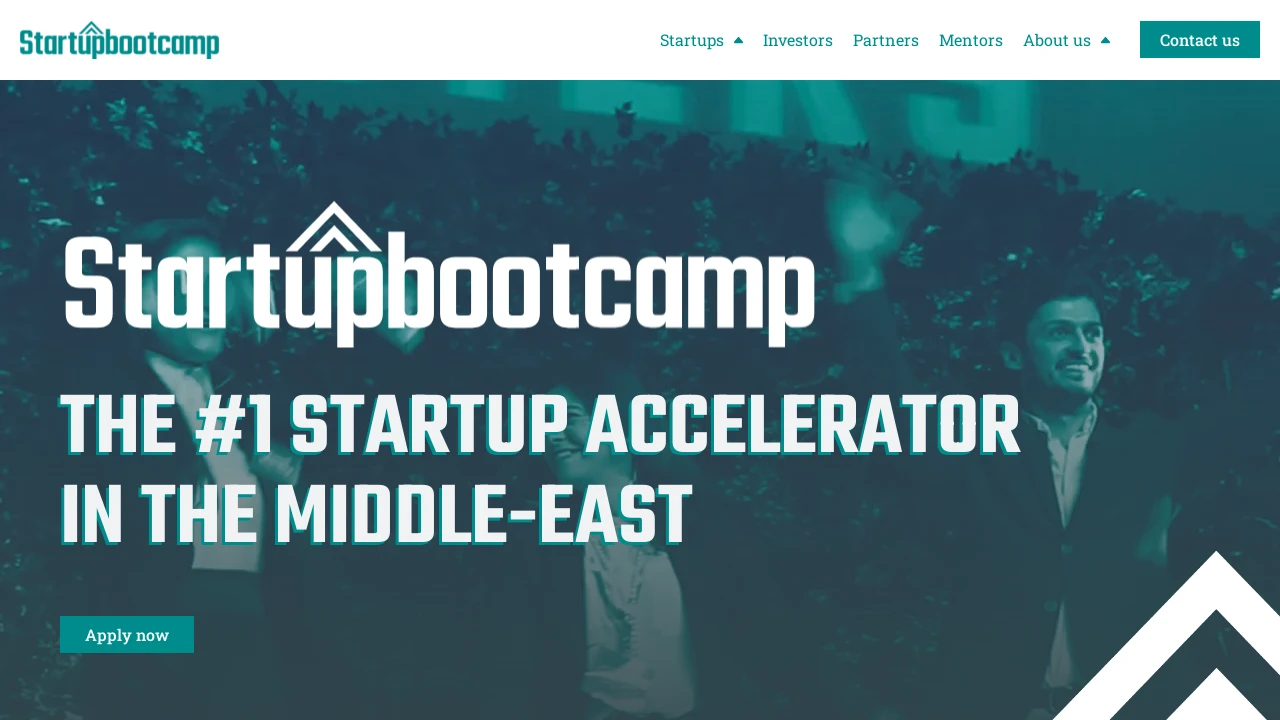 Startupbootcamp
Startups
Investors
Partners
Mentors
About us
Contact us
Startupbootcamp
THE #1 STARTUP ACCELERATOR
IN THE MIDDLE-EAST
Apply now